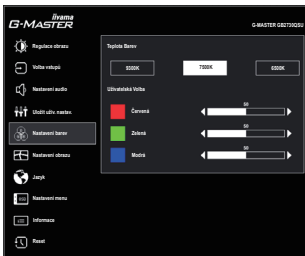 iiyama
G-MASTER
G-MASTER GB2730QSU
Regulace obrazu
Volba vstupů
Nastavení audio
Uložit uživ. nastav.
Nastavení barev
Nastavení obrazu
Jazyk
Nastavení menu
Informace
Reset
Teplota Barev
9300K
7500K
6500K
Uživatelská Volba
Červená
50
Zelená
50
Modrá
50